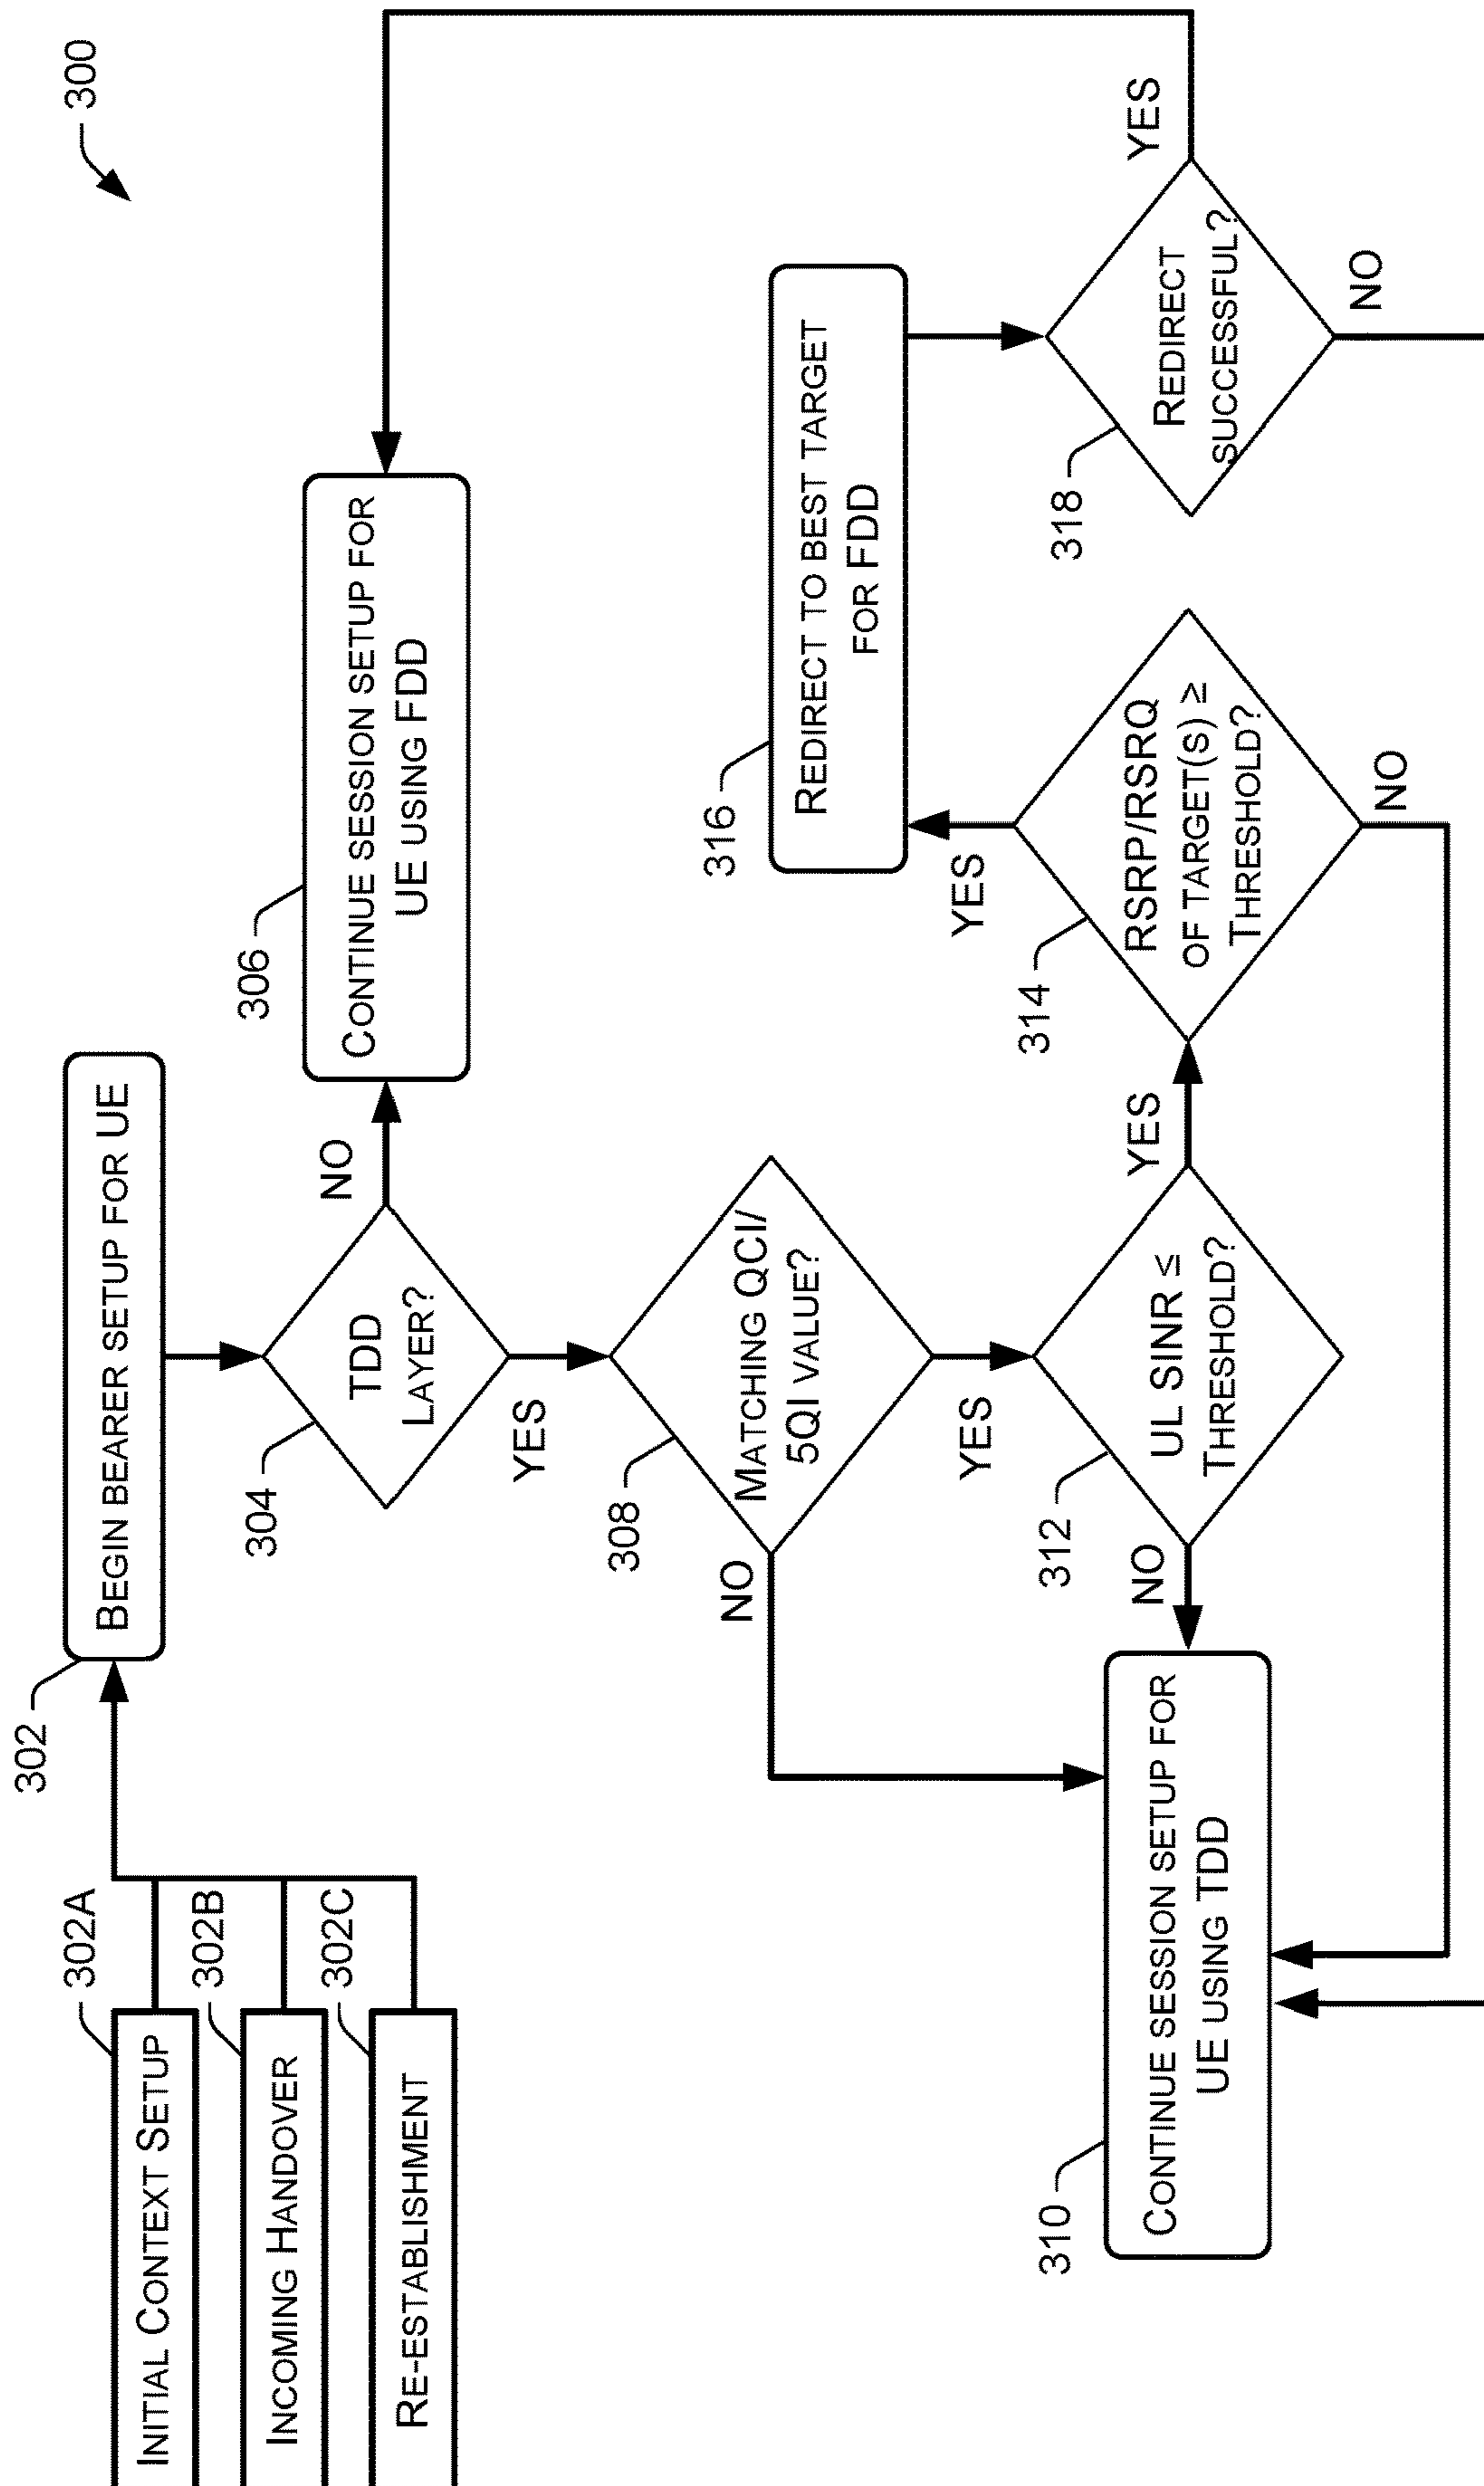 300
302A
INITIAL CONTEXT SETUP
302B
INCOMING HANDOVER
302C
RE-ESTABLISHMENT
302
BEGIN BEARER SETUP FOR UE
304
TDD
LAYER?
NO
YES
306
CONTINUE SESSION SETUP FOR
UE USING FDD
308
MATCHING QCI/
5QI VALUE?
NO
YES
310
CONTINUE SESSION SETUP FOR
UE USING TDD
312
UL SINR ≤
THRESHOLD?
NO
YES
314
RSRP/RSRQ
OF TARGET(S) ≥
THRESHOLD?
YES
NO
316
REDIRECT TO BEST TARGET
FOR FDD
318
REDIRECT
SUCCESSFUL?
YES
NO